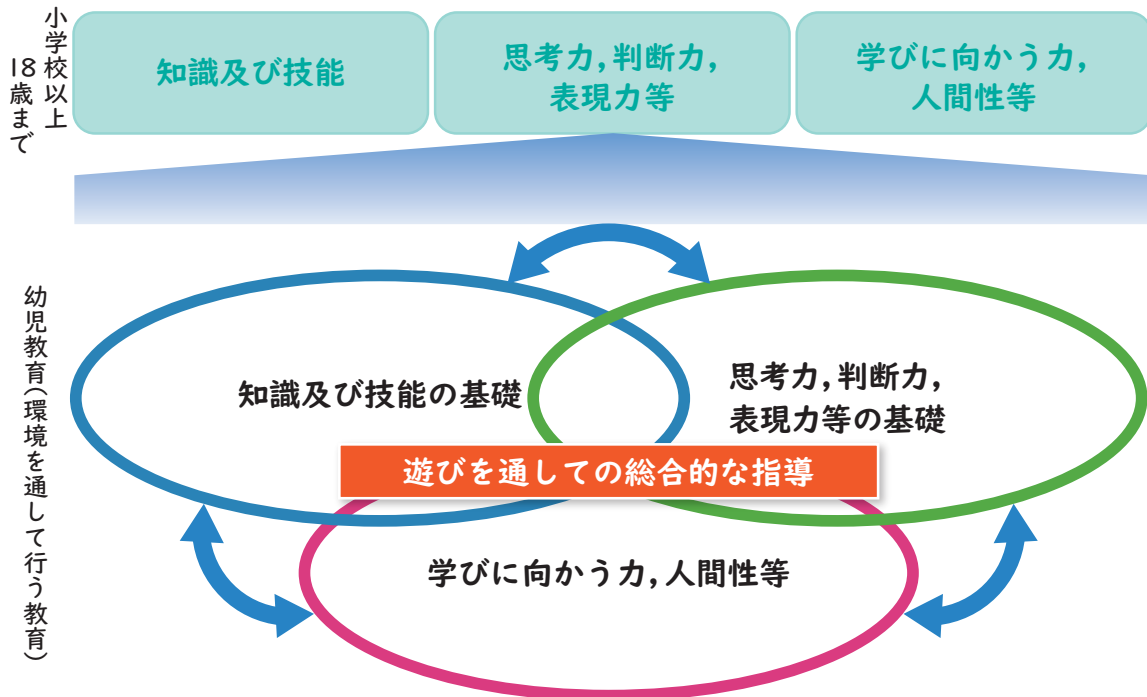 小学校以上
18歳まで
知識及び技能
思考力,判断力,
表現力等
学びに向かう力,
人間性等
幼児教育(環境を通して行う教育)
知識及び技能の基礎
思考力,判断力,
表現力等の基礎
遊びを通しての総合的な指導
学びに向かう力,人間性等